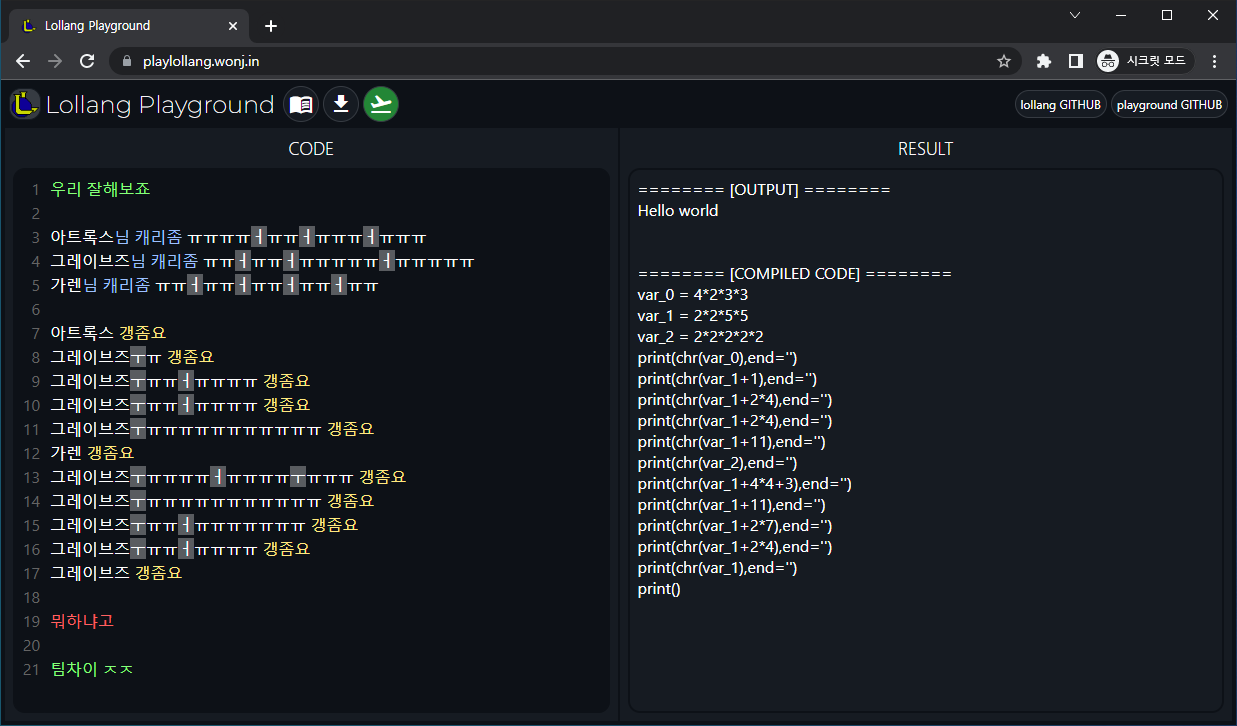 Lollang Playground
playlollang.wonj.in
시크릿 모드
Lollang Playground
lollang GITHUB
playground GITHUB
CODE
1 우리 잘해보죠
2
3 아트록스님 캐리좀 ㅠㅠㅠㅠㅓㅠㅠㅓㅠㅠㅠㅓㅠㅠㅠ
4 그레이브즈님 캐리좀 ㅠㅠㅓㅠㅠㅓㅠㅠㅠㅠㅠㅓㅠㅠㅠㅠㅠ
5 가렌님 캐리좀 ㅠㅠㅓㅠㅠㅓㅠㅠㅓㅠㅠㅓㅠㅠ
6
7 아트록스 갱좀요
8 그레이브즈ㅜㅠ 갱좀요
9 그레이브즈ㅜㅠㅠㅓㅠㅠㅠㅠ 갱좀요
10 그레이브즈ㅜㅠㅠㅓㅠㅠㅠㅠ 갱좀요
11 그레이브즈ㅜㅠㅠㅠㅠㅠㅠㅠㅠㅠㅠㅠ 갱좀요
12 가렌 갱좀요
13 그레이브즈ㅜㅠㅠㅠㅠㅓㅠㅠㅠㅠㅜㅠㅠㅠ 갱좀요
14 그레이브즈ㅜㅠㅠㅠㅠㅠㅠㅠㅠㅠㅠㅠ 갱좀요
15 그레이브즈ㅜㅠㅠㅓㅠㅠㅠㅠㅠㅠㅠ 갱좀요
16 그레이브즈ㅜㅠㅠㅓㅠㅠㅠㅠ 갱좀요
17 그레이브즈 갱좀요
18
19 뭐하냐고
20
21 팀차이 ㅈㅈ
RESULT
======== [OUTPUT] ========
Hello world
======== [COMPILED CODE] ========
var_0 = 4*2*3*3
var_1 = 2*2*5*5
var_2 = 2*2*2*2*2
print(chr(var_0),end='')
print(chr(var_1+1),end='')
print(chr(var_1+2*4),end='')
print(chr(var_1+2*4),end='')
print(chr(var_1+11),end='')
print(chr(var_2),end='')
print(chr(var_1+4*4+3),end='')
print(chr(var_1+11),end='')
print(chr(var_1+2*7),end='')
print(chr(var_1+2*4),end='')
print(chr(var_1),end='')
print()